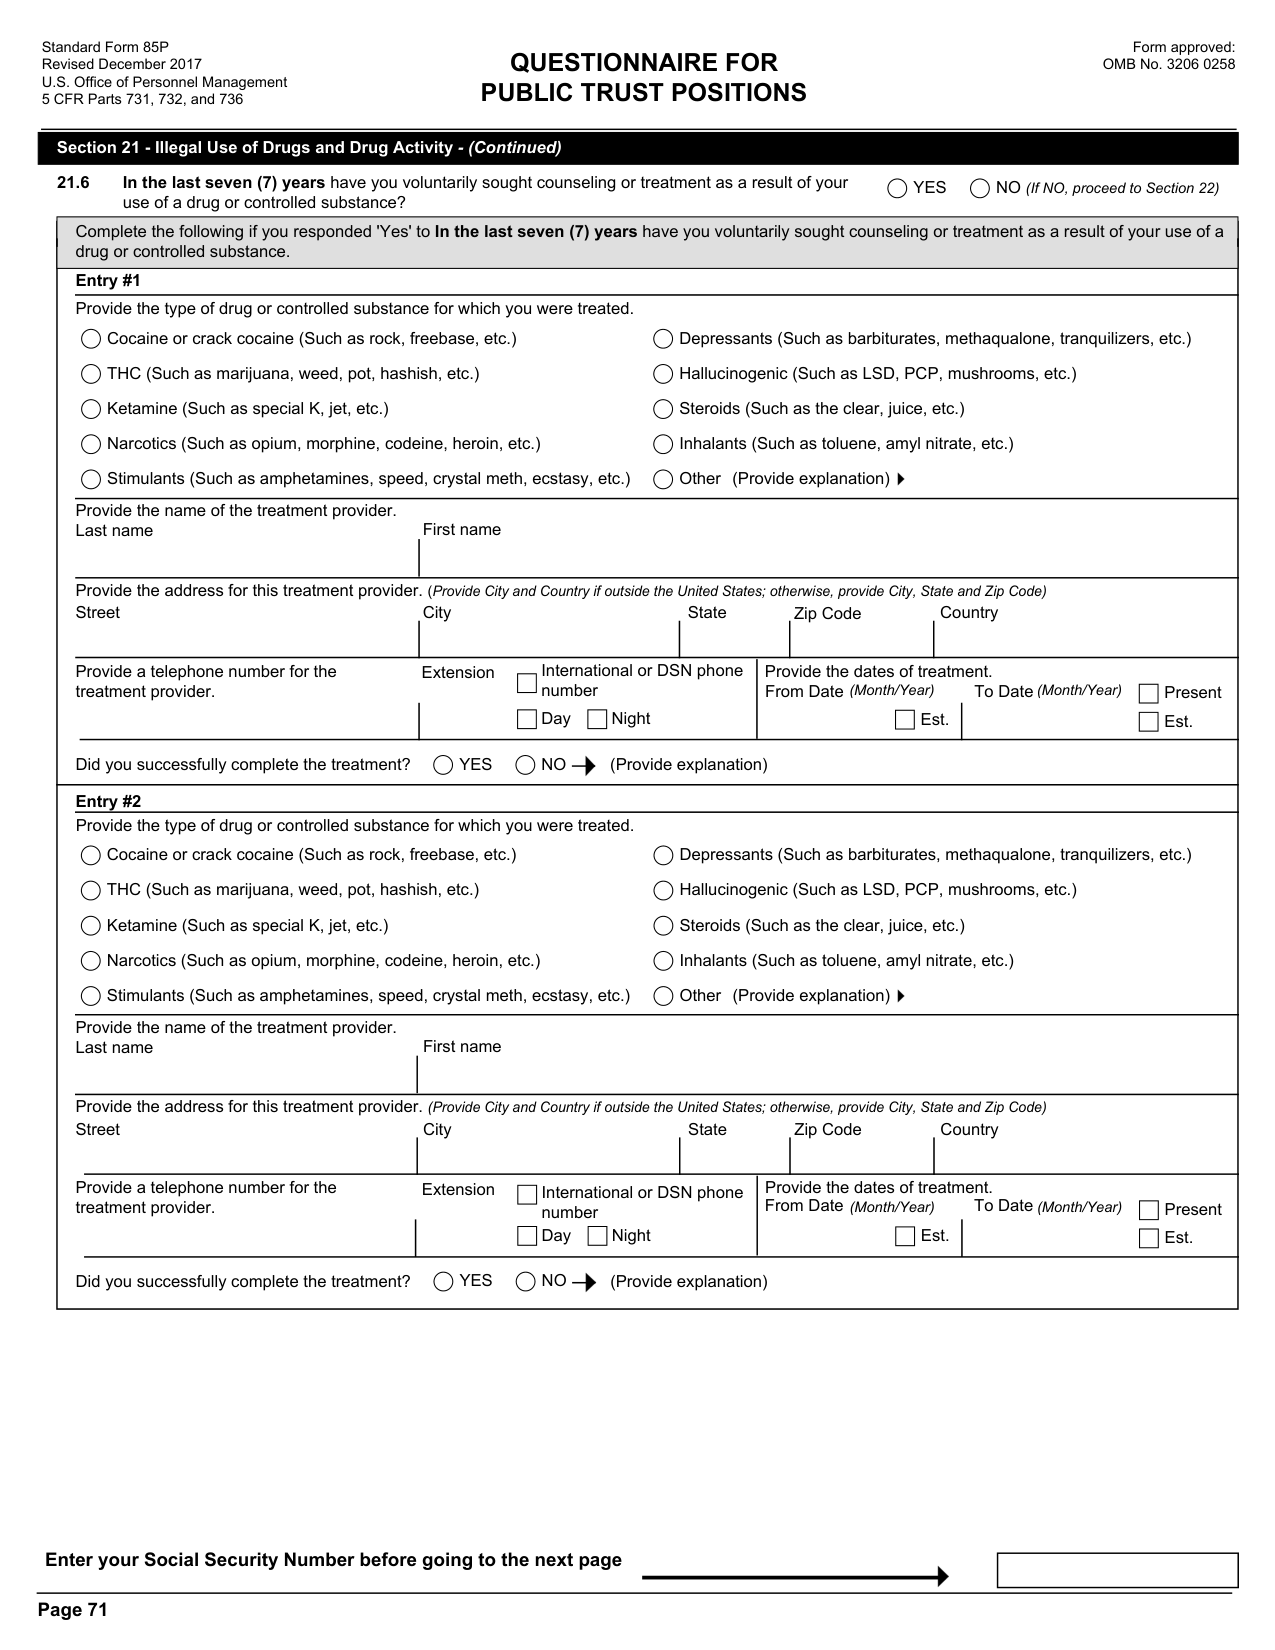 Standard Form 85P
Revised December 2017
U.S. Office of Personnel Management
5 CFR Parts 731, 732, and 736
QUESTIONNAIRE FOR
PUBLIC TRUST POSITIONS
Form approved:
OMB No. 3206 0258
Section 21 - Illegal Use of Drugs and Drug Activity - (Continued)
21.6 In the last seven (7) years have you voluntarily sought counseling or treatment as a result of your
use of a drug or controlled substance?
YES NO (If NO, proceed to Section 22)
Complete the following if you responded 'Yes' to In the last seven (7) years have you voluntarily sought counseling or treatment as a result of your use of a
drug or controlled substance.
Entry #1
Provide the type of drug or controlled substance for which you were treated.
Cocaine or crack cocaine (Such as rock, freebase, etc.) Depressants (Such as barbiturates, methaqualone, tranquilizers, etc.)
THC (Such as marijuana, weed, pot, hashish, etc.) Hallucinogenic (Such as LSD, PCP, mushrooms, etc.)
Ketamine (Such as special K, jet, etc.) Steroids (Such as the clear, juice, etc.)
Narcotics (Such as opium, morphine, codeine, heroin, etc.) Inhalants (Such as toluene, amyl nitrate, etc.)
Stimulants (Such as amphetamines, speed, crystal meth, ecstasy, etc.) Other (Provide explanation)
Provide the name of the treatment provider.
Last name First name
Provide the address for this treatment provider. (Provide City and Country if outside the United States; otherwise, provide City, State and Zip Code)
Street City State Zip Code Country
Provide a telephone number for the
treatment provider.
Extension
International or DSN phone
number
Day Night
Provide the dates of treatment.
From Date (Month/Year) To Date (Month/Year) Present
Est. Est.
Did you successfully complete the treatment? YES NO (Provide explanation)
Entry #2
Provide the type of drug or controlled substance for which you were treated.
Cocaine or crack cocaine (Such as rock, freebase, etc.) Depressants (Such as barbiturates, methaqualone, tranquilizers, etc.)
THC (Such as marijuana, weed, pot, hashish, etc.) Hallucinogenic (Such as LSD, PCP, mushrooms, etc.)
Ketamine (Such as special K, jet, etc.) Steroids (Such as the clear, juice, etc.)
Narcotics (Such as opium, morphine, codeine, heroin, etc.) Inhalants (Such as toluene, amyl nitrate, etc.)
Stimulants (Such as amphetamines, speed, crystal meth, ecstasy, etc.) Other (Provide explanation)
Provide the name of the treatment provider.
Last name First name
Provide the address for this treatment provider. (Provide City and Country if outside the United States; otherwise, provide City, State and Zip Code)
Street City State Zip Code Country
Provide a telephone number for the
treatment provider.
Extension
International or DSN phone
number
Day Night
Provide the dates of treatment.
From Date (Month/Year) To Date (Month/Year) Present
Est. Est.
Did you successfully complete the treatment? YES NO (Provide explanation)
Enter your Social Security Number before going to the next page
Page 71